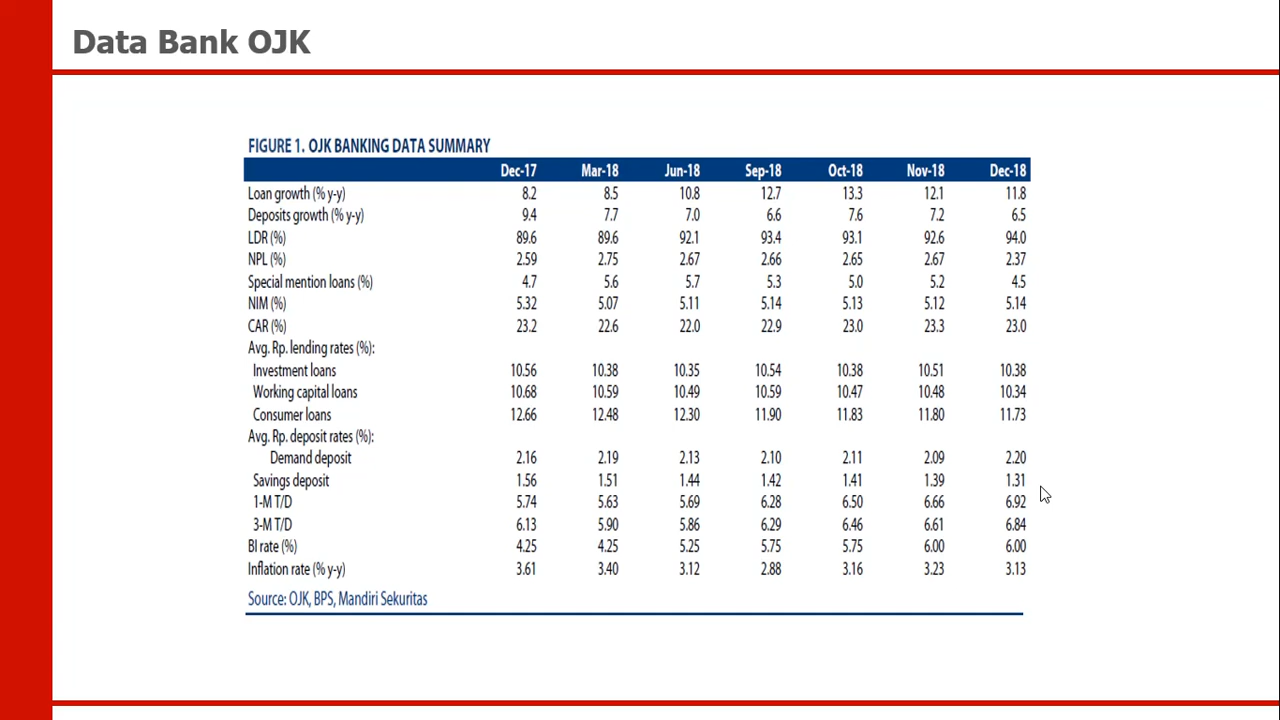 Data Bank OJK
FIGURE 1. OJK BANKING DATA SUMMARY
Dec-17 Mar-18 Jun-18 Sep-18 Oct-18 Nov-18 Dec-18
Loan growth (% y-y) 8.2 8.5 10.8 12.7 13.3 12.1 11.8
Deposits growth (% y-y) 9.4 7.7 7.0 6.6 7.6 7.2 6.5
LDR (%) 89.6 89.6 92.1 93.4 93.1 92.6 94.0
NPL (%) 2.59 2.75 2.67 2.66 2.65 2.67 2.37
Special mention loans (%) 4.7 5.6 5.7 5.3 5.0 5.2 4.5
NIM (%) 5.32 5.07 5.11 5.14 5.13 5.12 5.14
CAR (%) 23.2 22.6 22.0 22.9 23.0 23.3 23.0
Avg. Rp. lending rates (%):
Investment loans 10.56 10.38 10.35 10.54 10.38 10.51 10.38
Working capital loans 10.68 10.59 10.49 10.59 10.47 10.48 10.34
Consumer loans 12.66 12.48 12.30 11.90 11.83 11.80 11.73
Avg. Rp. deposit rates (%):
Demand deposit 2.16 2.19 2.13 2.10 2.11 2.09 2.20
Savings deposit 1.56 1.51 1.44 1.42 1.41 1.39 1.31
1-M T/D 5.74 5.63 5.69 6.28 6.50 6.66 6.92
3-M T/D 6.13 5.90 5.86 6.29 6.46 6.61 6.84
BI rate (%) 4.25 4.25 5.25 5.75 5.75 6.00 6.00
Inflation rate (% y-y) 3.61 3.40 3.12 2.88 3.16 3.23 3.13
Source: OJK, BPS, Mandiri Sekuritas